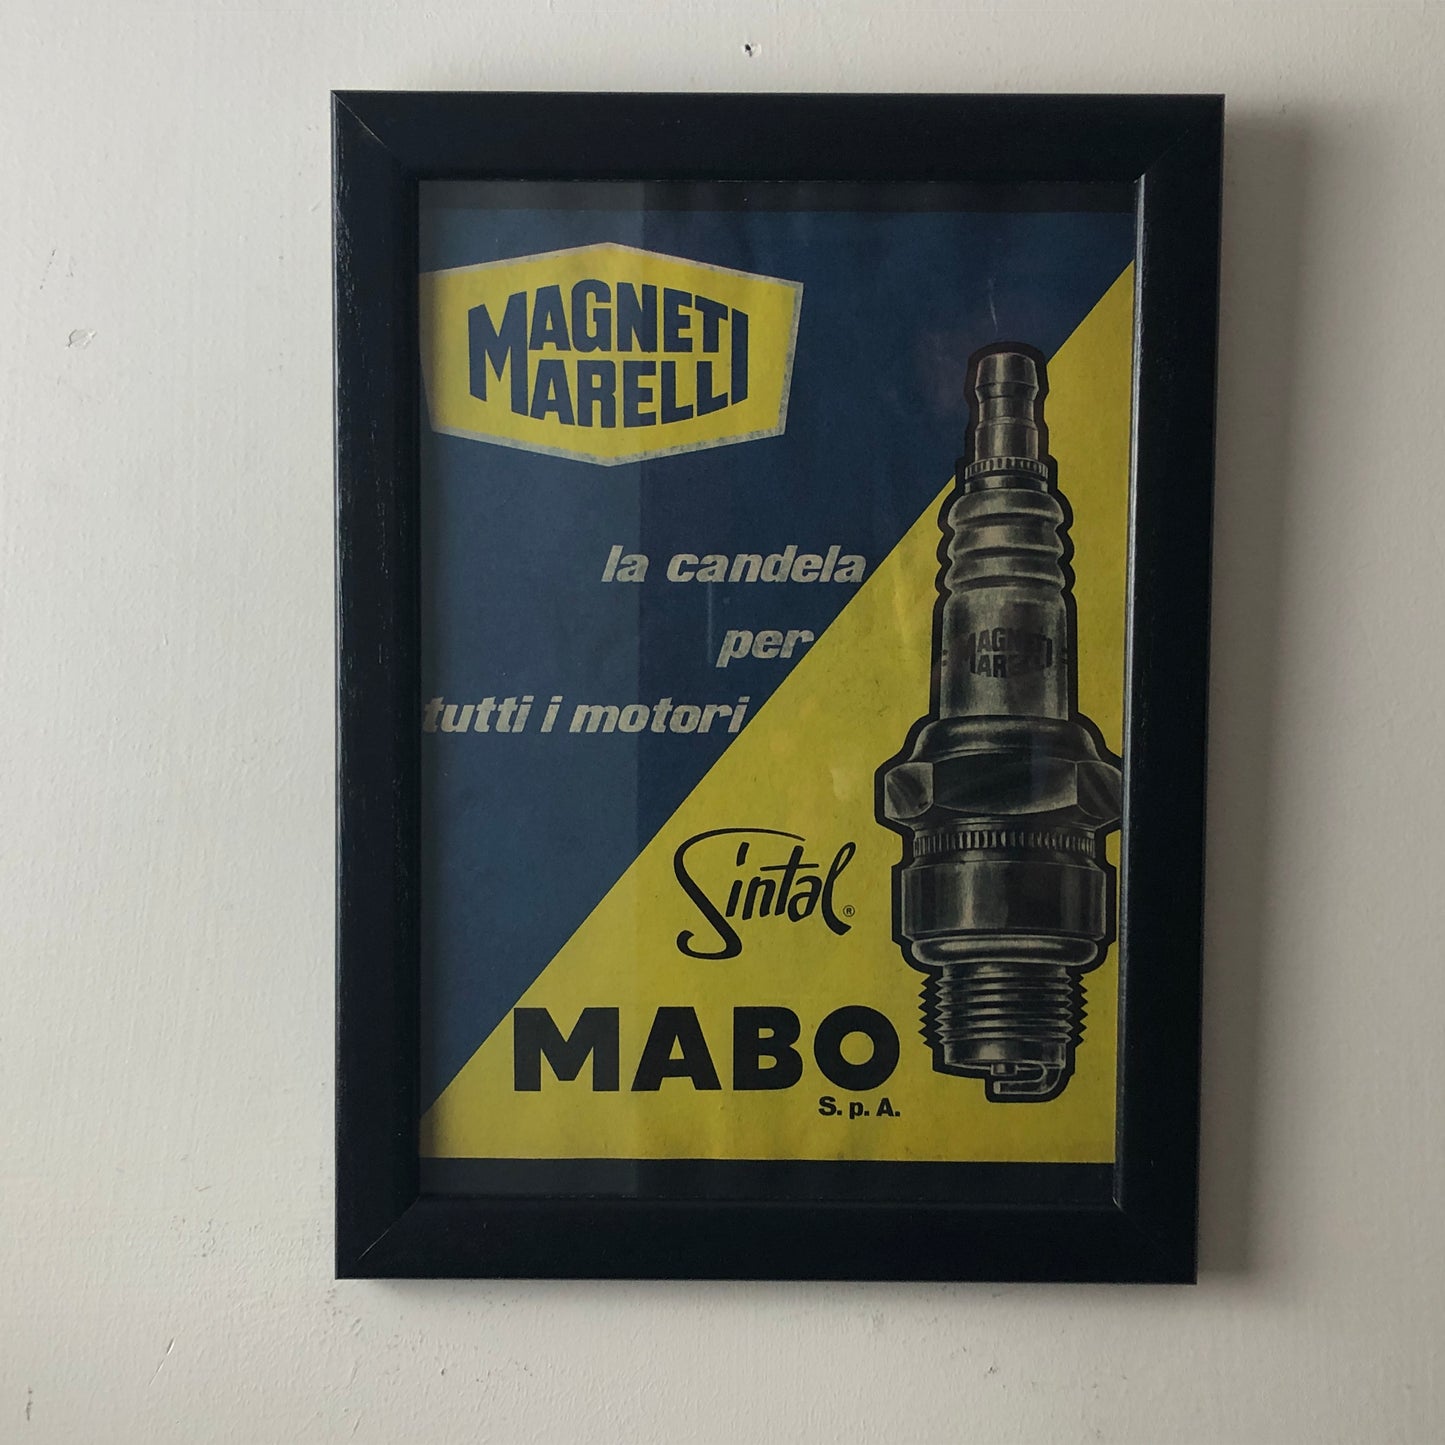 MAGNETI
MARELLI
la candela
per
tutti i motori
MAGNETI
MARELLI
Sintal®
MABO
S.p.A.